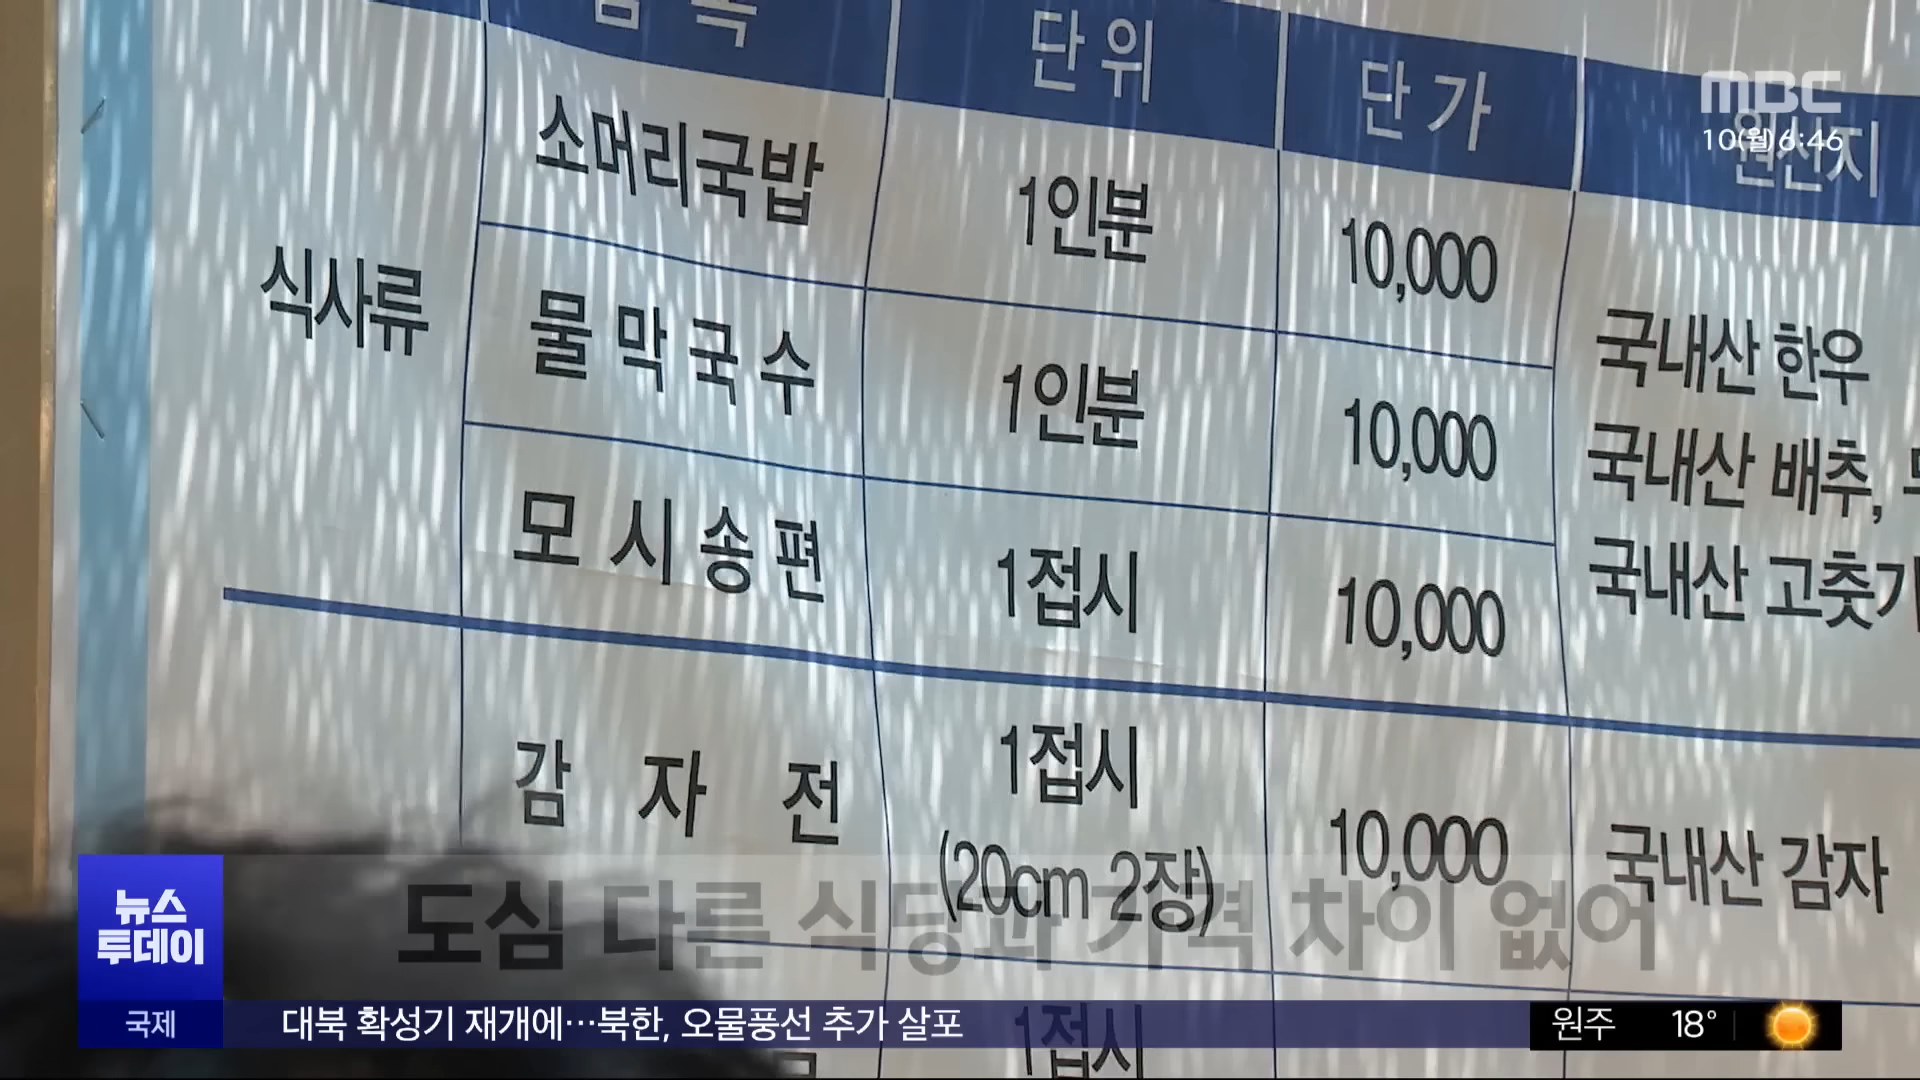 품목 단위 단가 원산지
MBC
10(월) 6:46
식사류
소머리국밥 1인분 10,000
물막국수 1인분 10,000
모시송편 1접시 10,000
국내산 한우
국내산 배추,
국내산 고춧가
감자전 1접시 (20cm 2장) 10,000 국내산 감자
1접시
도심 다른 식당과 가격 차이 없어
뉴스
투데이
국제 대북 확성기 재개에…북한, 오물풍선 추가 살포
원주 18°